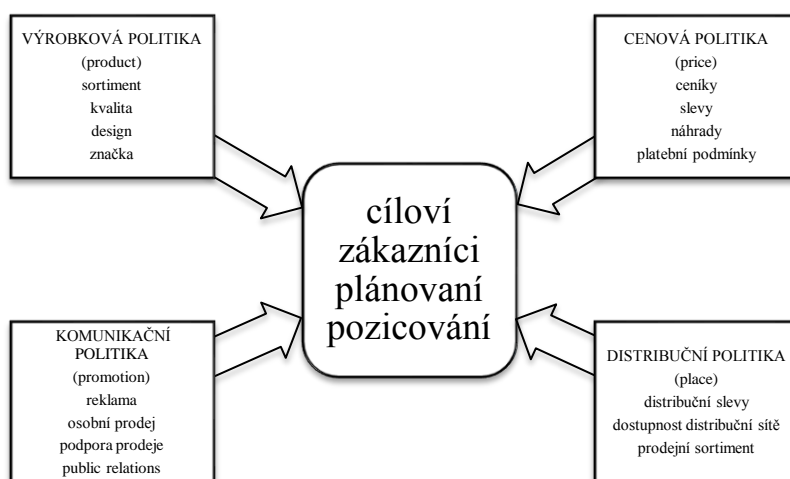 VÝROBKOVÁ POLITIKA
(product)
sortiment
kvalita
design
značka
CENOVÁ POLITIKA
(price)
ceníky
slevy
náhrady
platební podmínky
cíloví
zákazníci
plánovaní
pozicování
KOMUNIKAČNÍ
POLITIKA
(promotion)
reklama
osobní prodej
podpora prodeje
public relations
DISTRIBUČNÍ POLITIKA
(place)
distribuční slevy
dostupnost distribuční sítě
prodejní sortiment